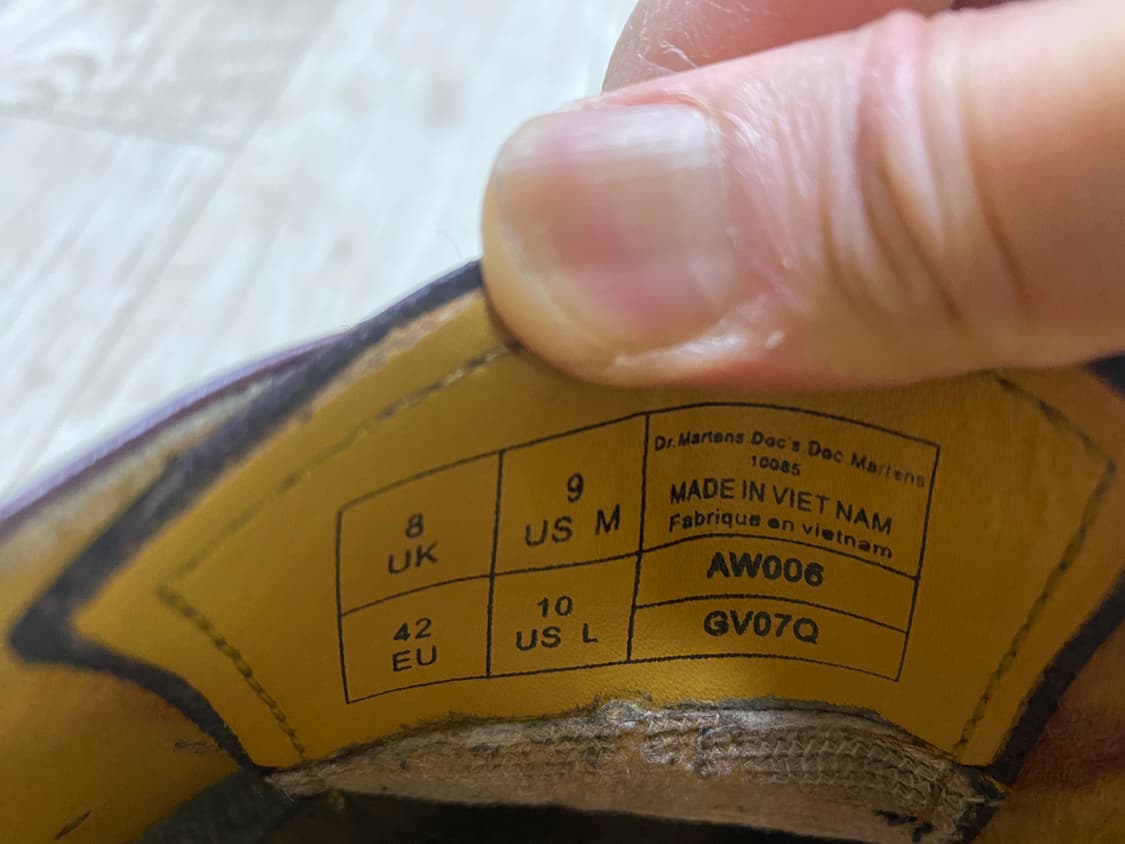 8
UK
9
US M
42
EU
10
US L
Dr.Martens.Doc's.Doc.Martens
10085
MADE IN VIET NAM
Fabrique en vietnam
AW006
GV07Q